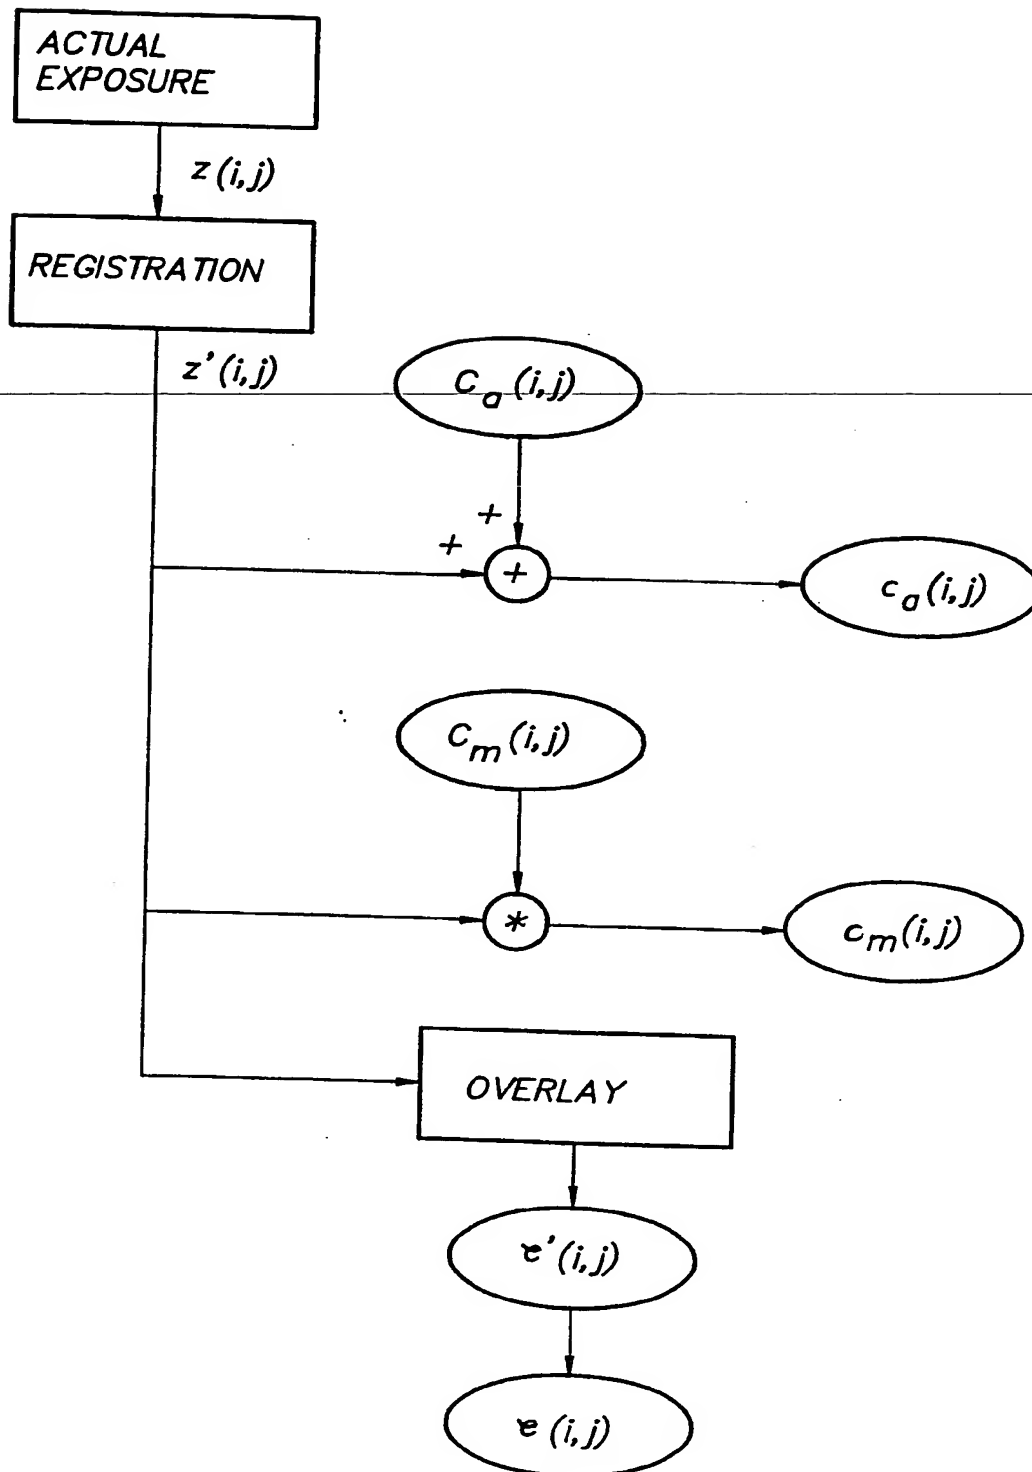 ACTUAL
EXPOSURE
z(i,j)
REGISTRATION
z'(i,j)
C_a(i,j)
+
+
+
c_a(i,j)
C_m(i,j)
*
c_m(i,j)
OVERLAY
e'(i,j)
e(i,j)